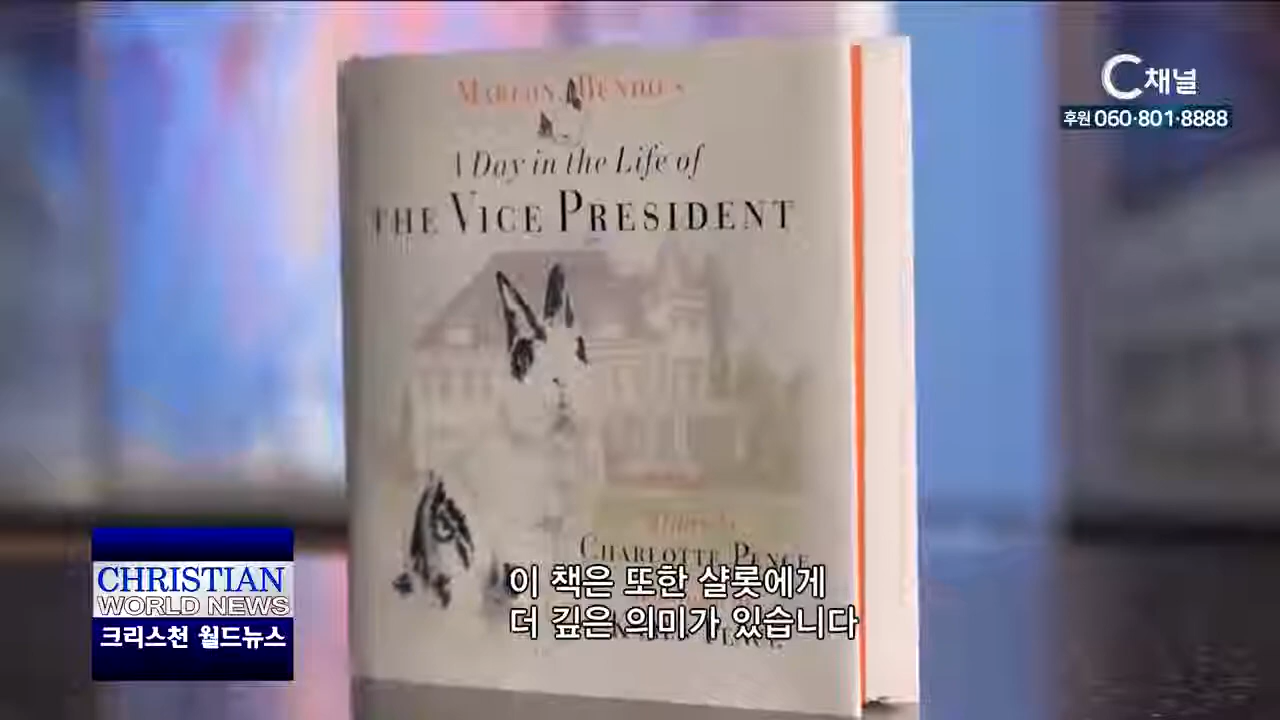 MARLON BUNDO'S
A Day in the Life of
THE VICE PRESIDENT
CHARLOTTE PENCE
PENCE
이 책은 또한 샬롯에게
더 깊은 의미가 있습니다
C채널
후원 060·801·8888
CHRISTIAN
WORLD NEWS
크리스천 월드뉴스